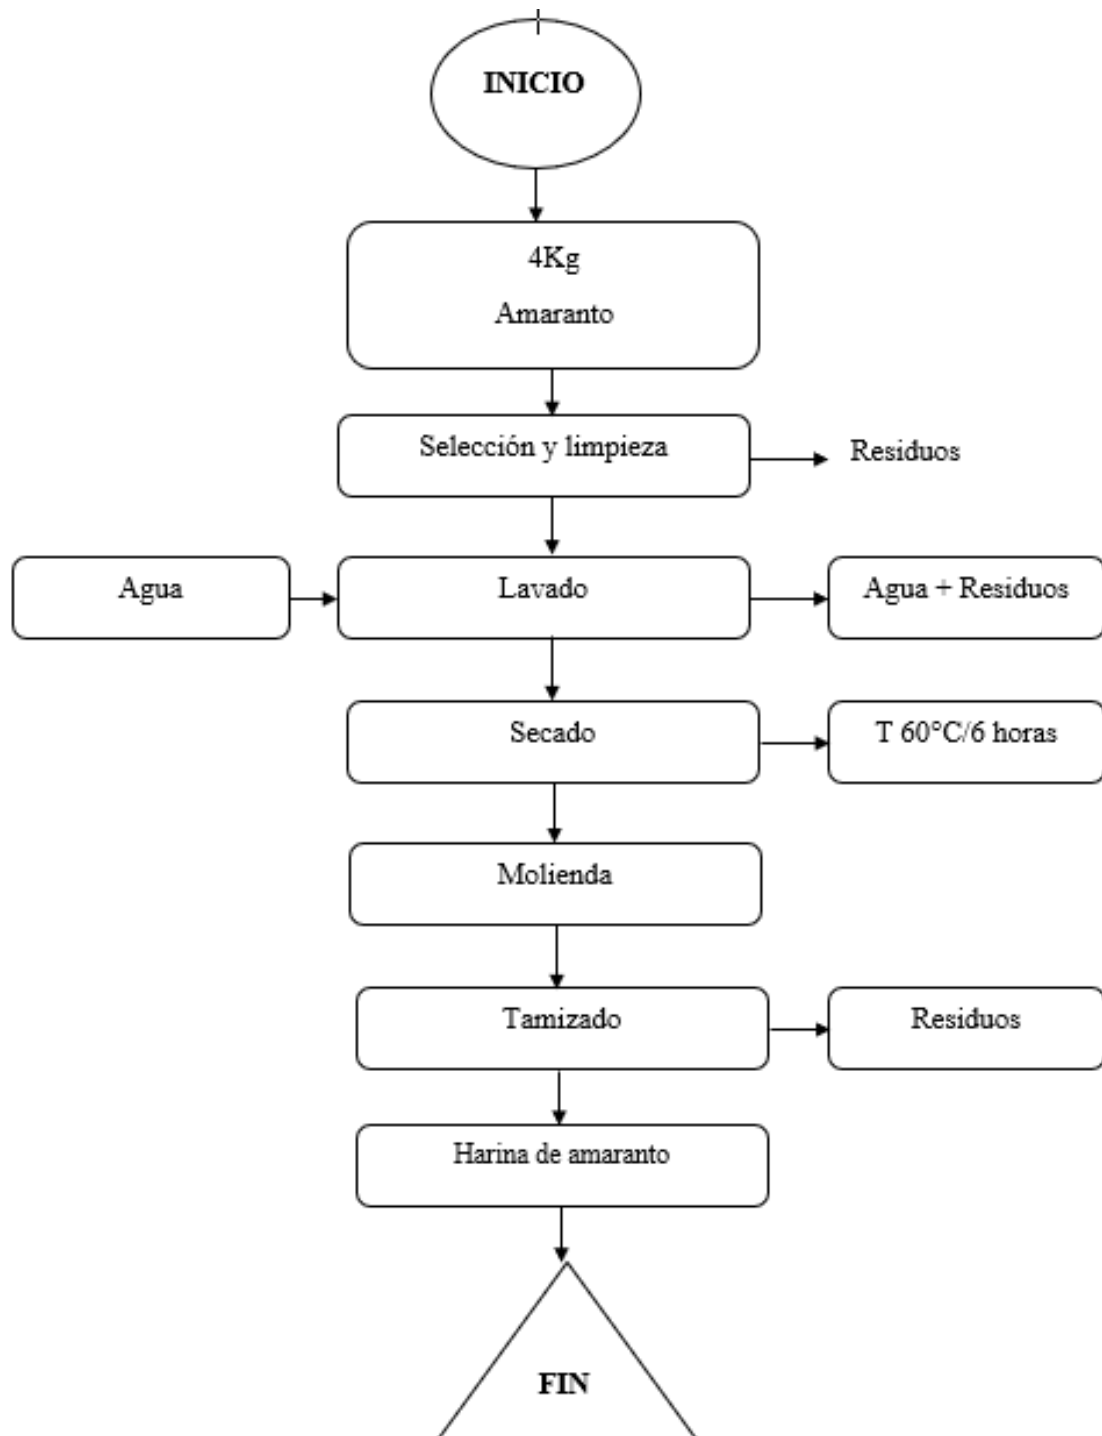 INICIO
4Kg
Amaranto
Selección y limpieza
Residuos
Agua
Lavado
Agua + Residuos
Secado
T 60°C/6 horas
Molienda
Tamizado
Residuos
Harina de amaranto
FIN